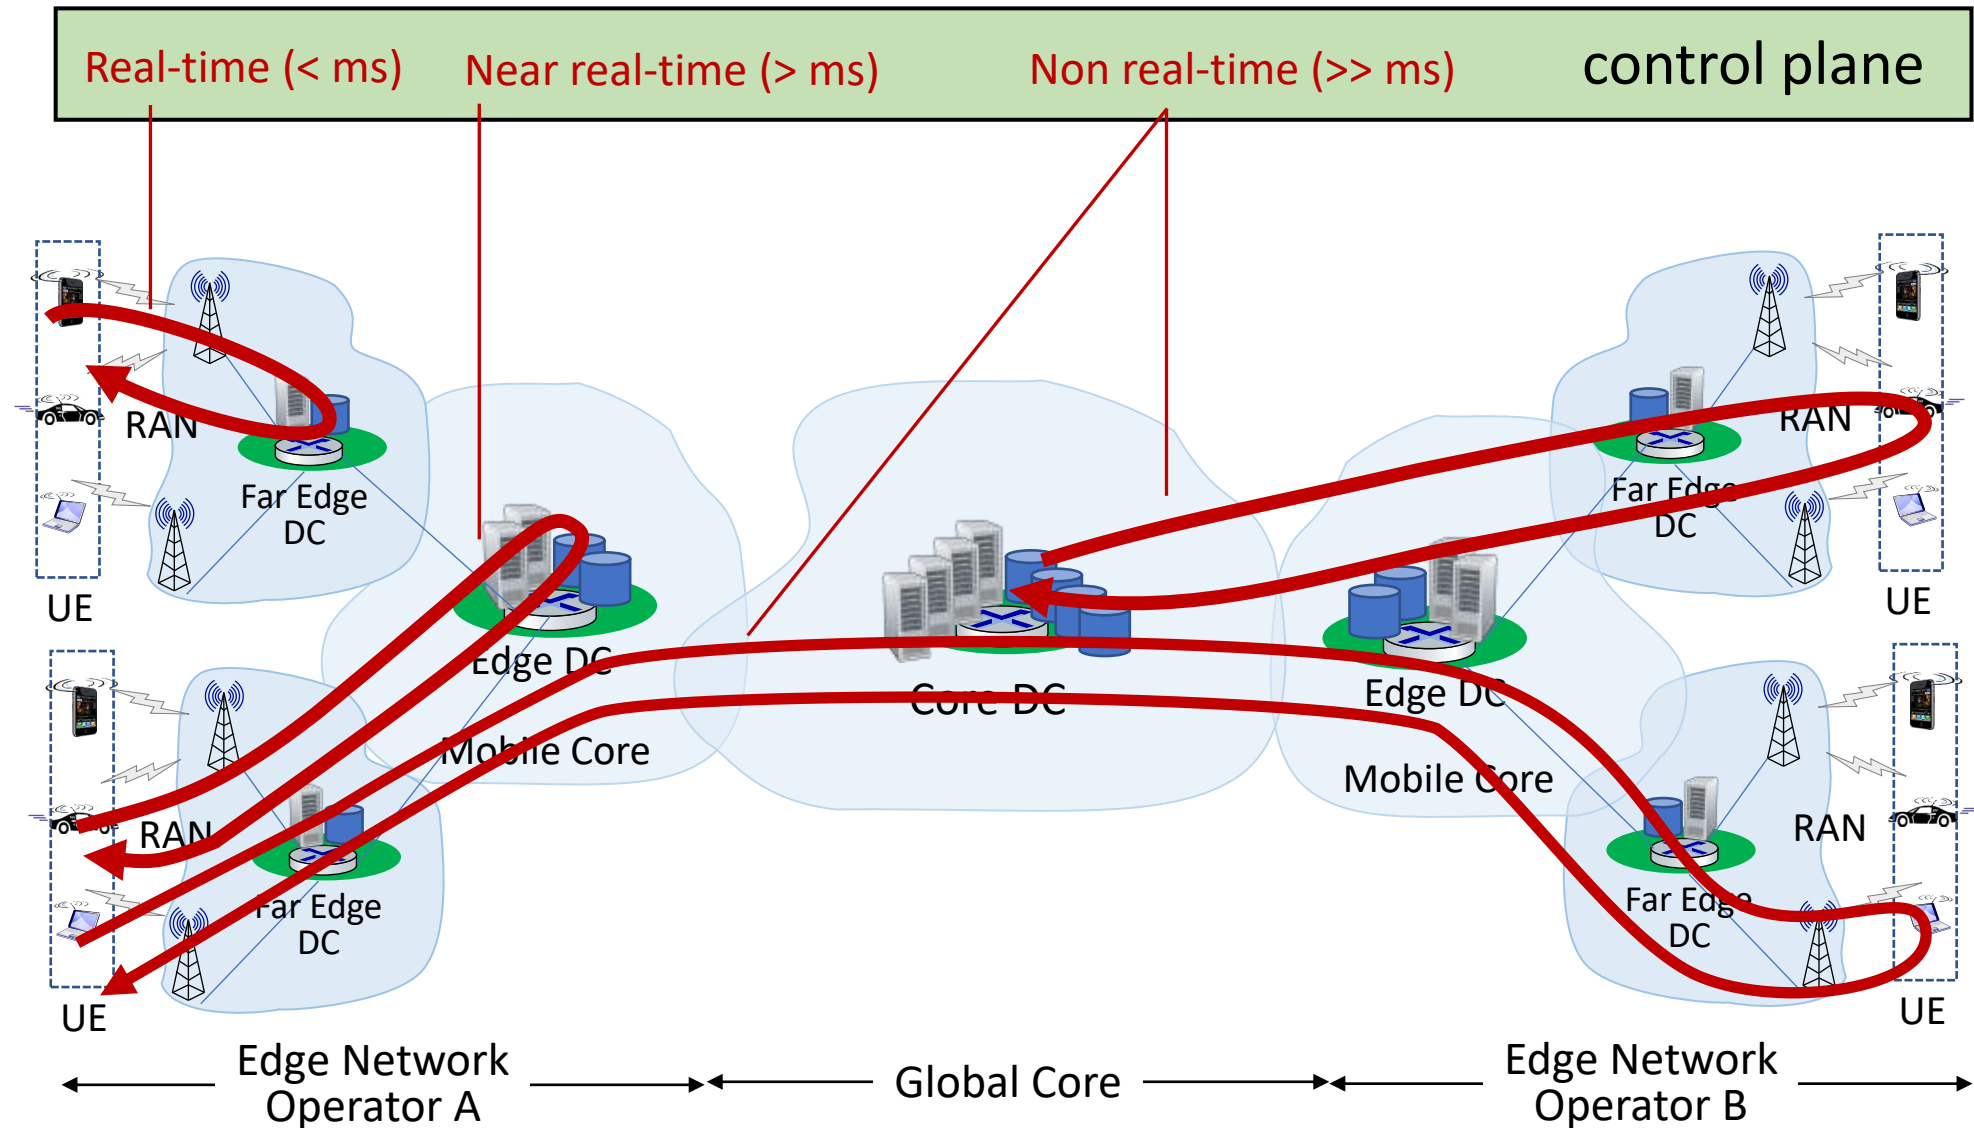 Real-time (< ms)
Near real-time (> ms)
Non real-time (>> ms)
control plane
RAN
Far Edge
DC
UE
RAN
Far Edge
DC
UE
Edge DC
Mobile Core
Core DC
Edge DC
Mobile Core
RAN
Far Edge
DC
UE
RAN
Far Edge
DC
UE
Edge Network
Operator A
Global Core
Edge Network
Operator B